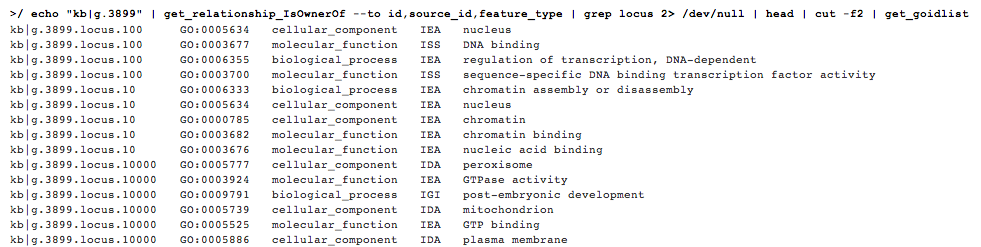 >/ echo "kb|g.3899" | get_relationship_IsOwnerOf --to id,source_id,feature_type | grep locus 2> /dev/null | head | cut -f2 | get_goidlist
kb|g.3899.locus.100 GO:0005634 cellular_component IEA nucleus
kb|g.3899.locus.100 GO:0003677 molecular_function ISS DNA binding
kb|g.3899.locus.100 GO:0006355 biological_process IEA regulation of transcription, DNA-dependent
kb|g.3899.locus.100 GO:0003700 molecular_function ISS sequence-specific DNA binding transcription factor activity
kb|g.3899.locus.10 GO:0006333 biological_process IEA chromatin assembly or disassembly
kb|g.3899.locus.10 GO:0005634 cellular_component IEA nucleus
kb|g.3899.locus.10 GO:0000785 cellular_component IEA chromatin
kb|g.3899.locus.10 GO:0003682 molecular_function IEA chromatin binding
kb|g.3899.locus.10 GO:0003676 molecular_function IEA nucleic acid binding
kb|g.3899.locus.10000 GO:0005777 cellular_component IDA peroxisome
kb|g.3899.locus.10000 GO:0003924 molecular_function IEA GTPase activity
kb|g.3899.locus.10000 GO:0009791 biological_process IGI post-embryonic development
kb|g.3899.locus.10000 GO:0005739 cellular_component IDA mitochondrion
kb|g.3899.locus.10000 GO:0005525 molecular_function IEA GTP binding
kb|g.3899.locus.10000 GO:0005886 cellular_component IDA plasma membrane